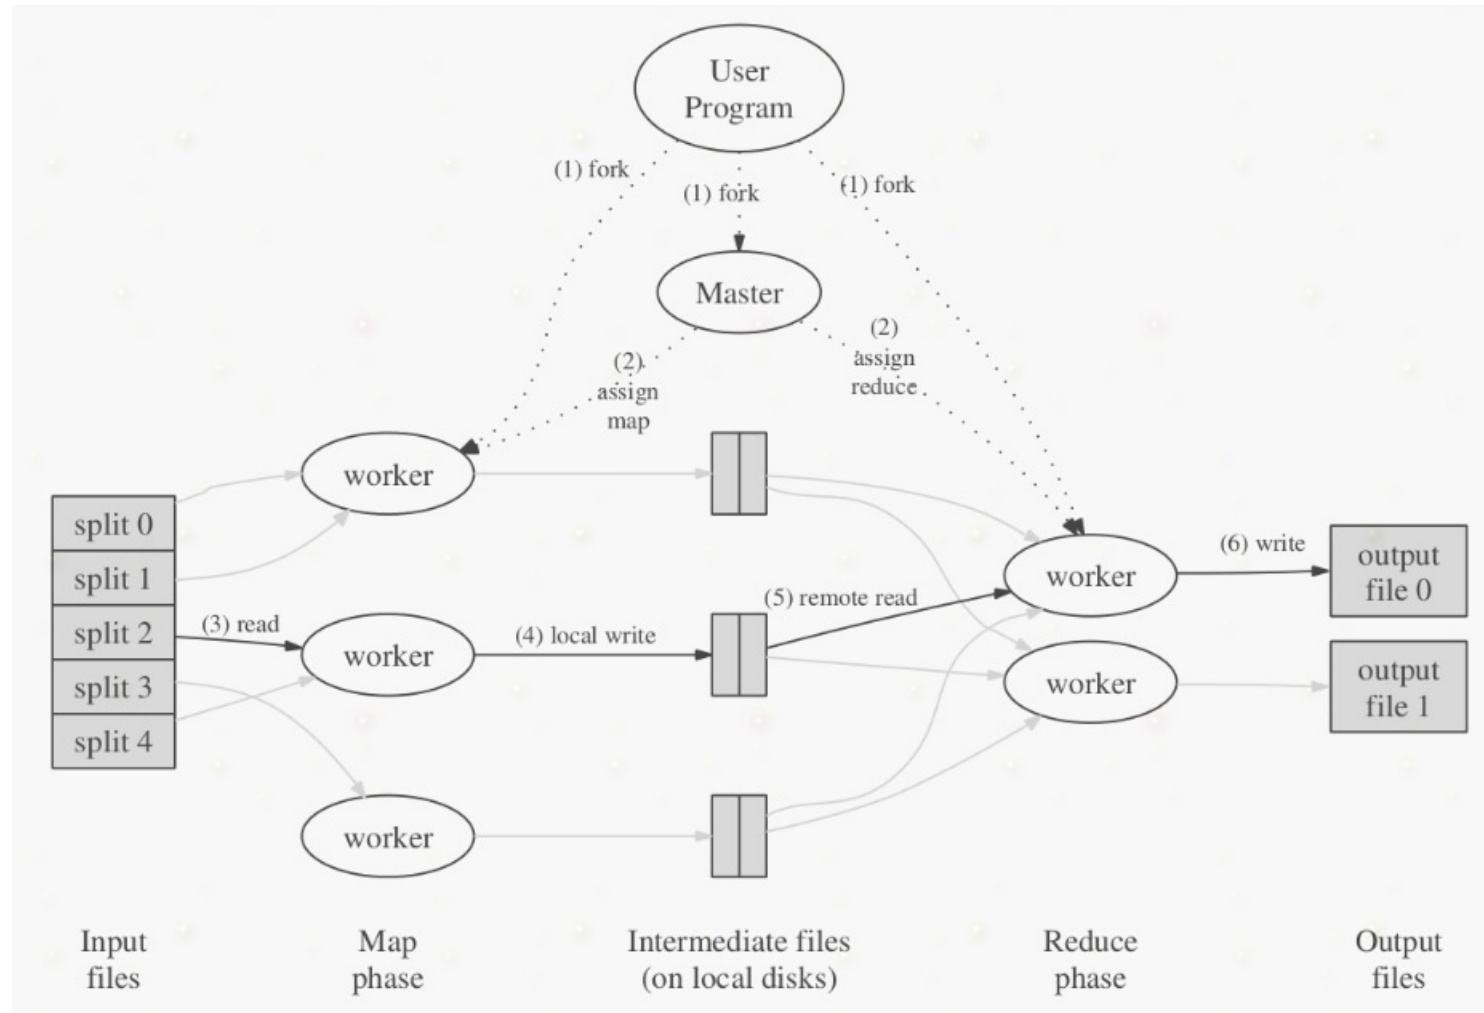 User
Program
(1) fork
(1) fork
(1) fork
Master
(2)
assign
map
(2)
assign
reduce
worker
split 0
split 1
split 2
split 3
split 4
(3) read
worker
(4) local write
worker
(5) remote read
worker
worker
(6) write
output
file 0
output
file 1
Input
files
Map
phase
Intermediate files
(on local disks)
Reduce
phase
Output
files